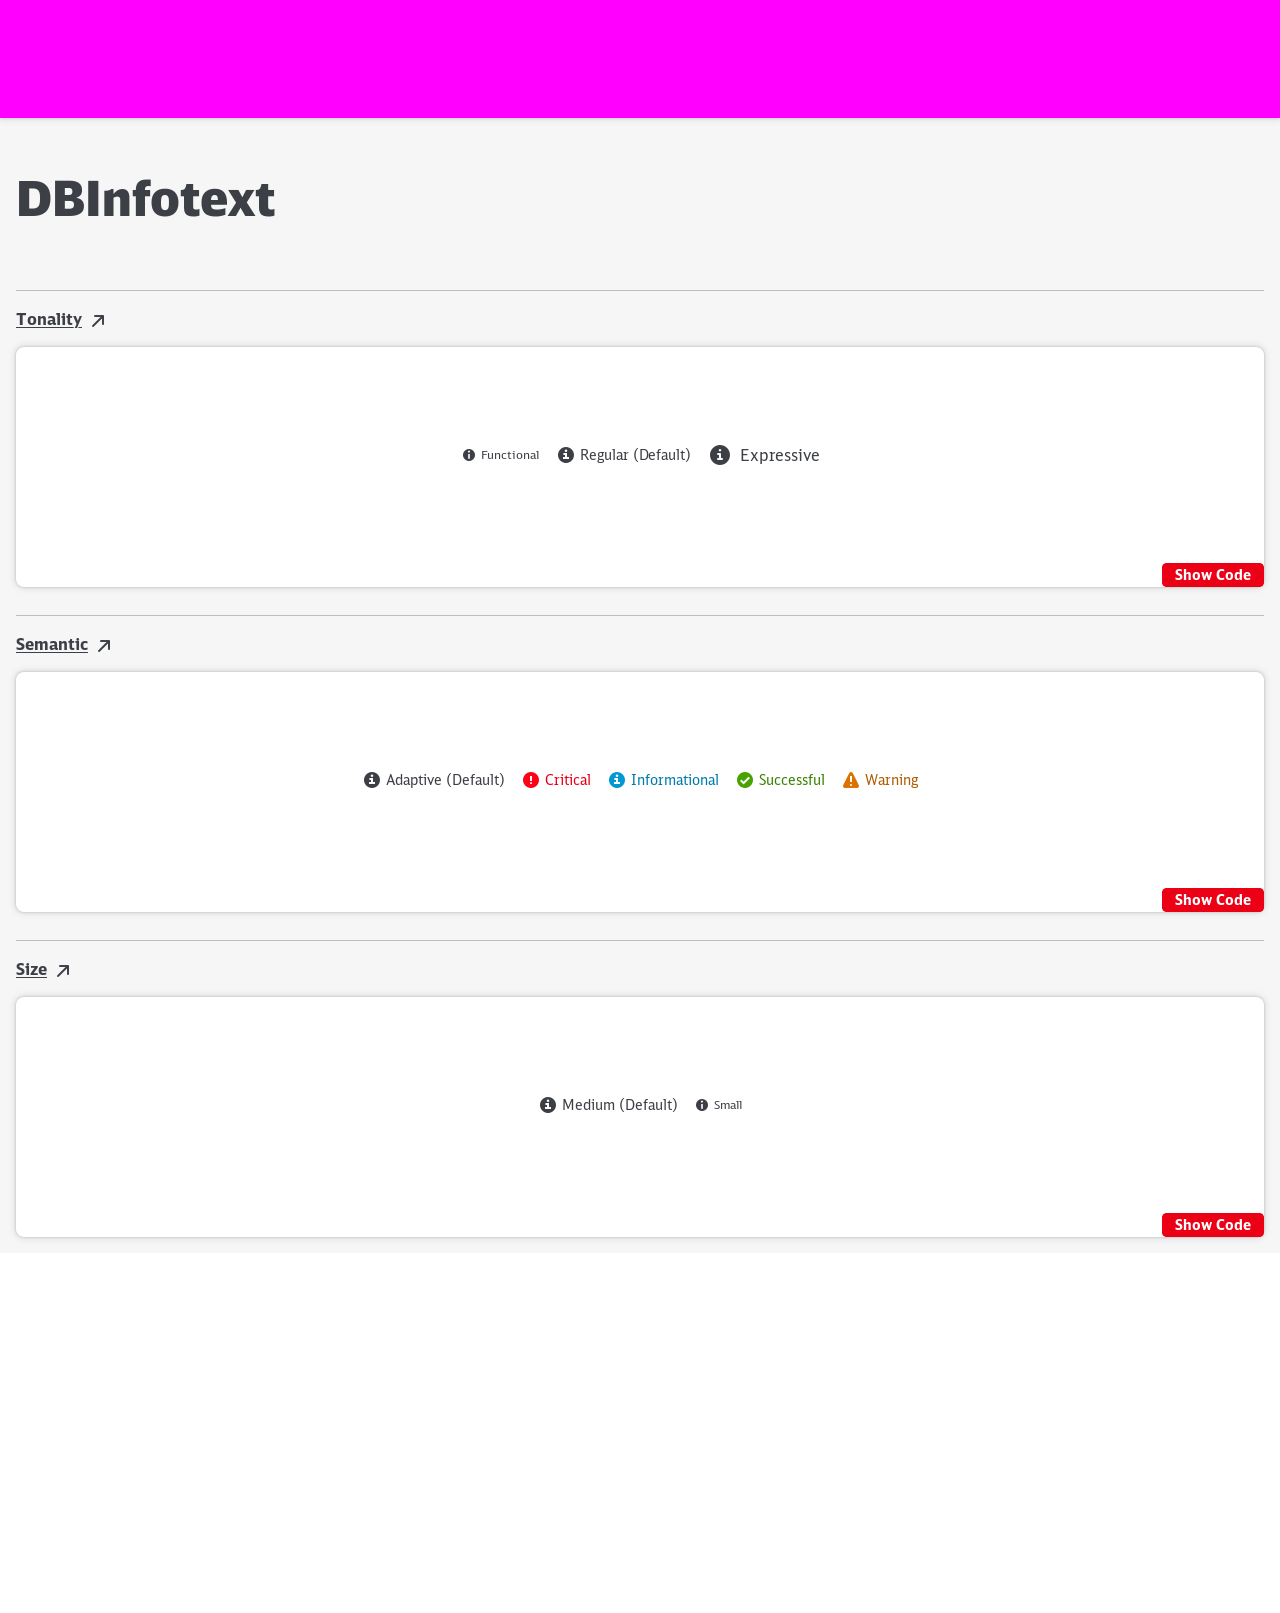 DBInfotext
Tonality
Functional Regular (Default) Expressive
Show Code
Semantic
Adaptive (Default) Critical Informational Successful Warning
Show Code
Size
Medium (Default) Small
Show Code